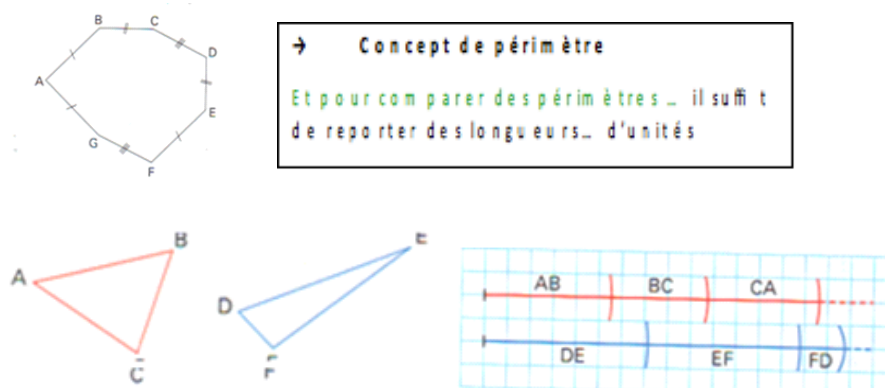 B C
D
A
E
G
F
→ Concept de périmètre
Et pour comparer des périmètres... il suffit
de reporter des longueurs... d'unités
B
E
A
D
C
F
AB BC CA
DE EF FD